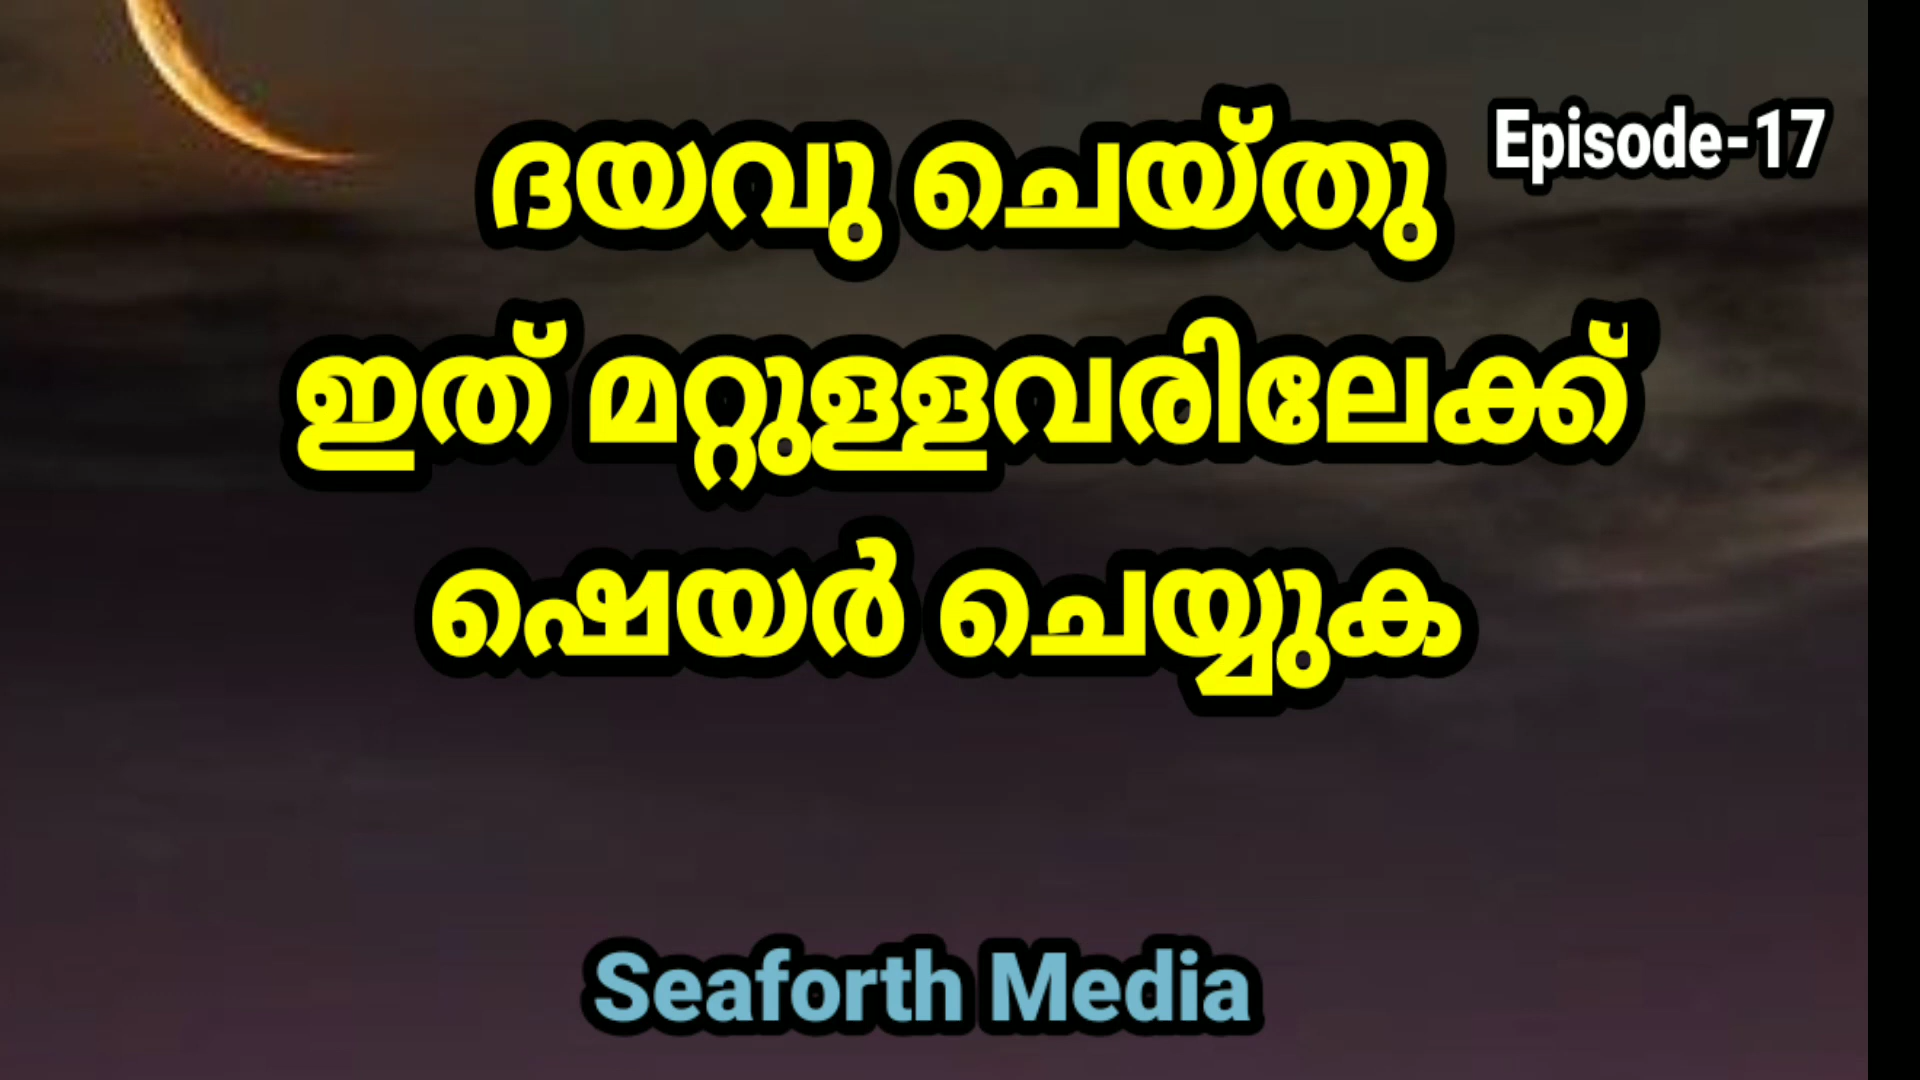 Episode-17
ദയവു ചെയ്തു
ഇത് മറ്റുള്ളവരിലേക്ക്
ഷെയർ ചെയ്യുക
Seaforth Media